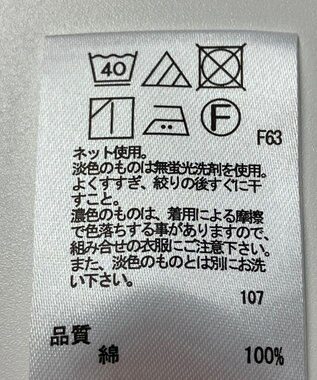 40
F
F63
ネット使用。
淡色のものは無蛍光洗剤を使用。
よくすすぎ、絞りの後すぐに干
すこと。
濃色のものは、着用による摩擦
で色落ちする事がありますので、
組み合せの衣服にご注意下さい。
また、淡色のものとは別にお洗
い下さい。
107
品質
綿 100%